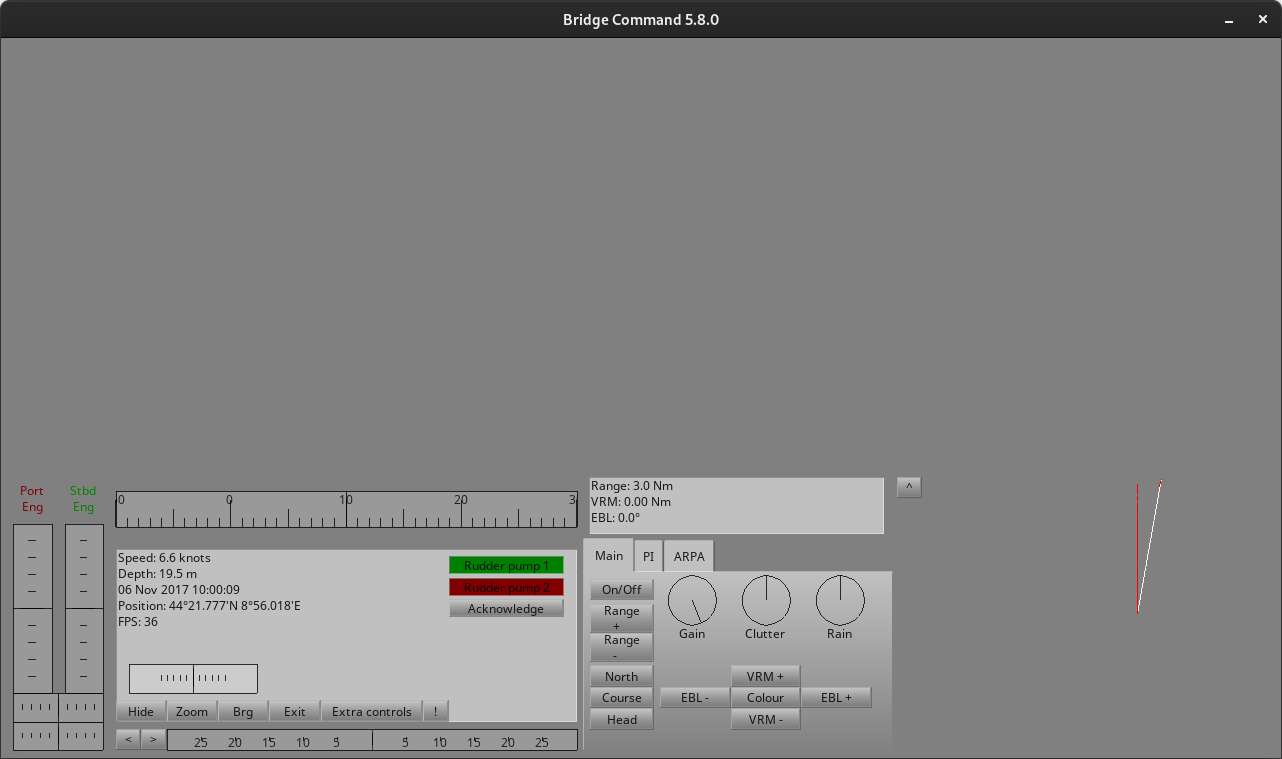 Bridge Command 5.8.0
Port
Eng
Stbd
Eng
0 0 10 20 3
Speed: 6.6 knots
Depth: 19.5 m
06 Nov 2017 10:00:09
Position: 44°21.777'N 8°56.018'E
FPS: 36
Rudder pump 1
Rudder pump 2
Acknowledge
Hide Zoom Brg Exit Extra controls !
< > 25 20 15 10 5 5 10 15 20 25
Range: 3.0 Nm
VRM: 0.00 Nm
EBL: 0.0°
^
Main PI ARPA
On/Off
Range
+
Range
-
North
Course
Head
Gain Clutter Rain
VRM +
EBL - Colour EBL +
VRM -